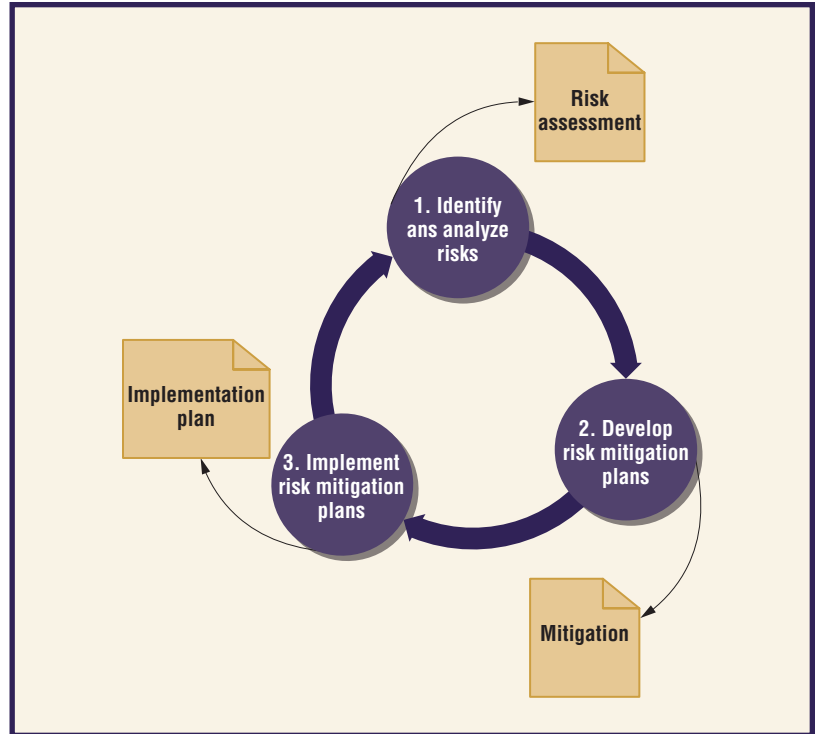 Risk
assessment
1. Identify
ans analyze
risks
2. Develop
risk mitigation
plans
Mitigation
3. Implement
risk mitigation
plans
Implementation
plan